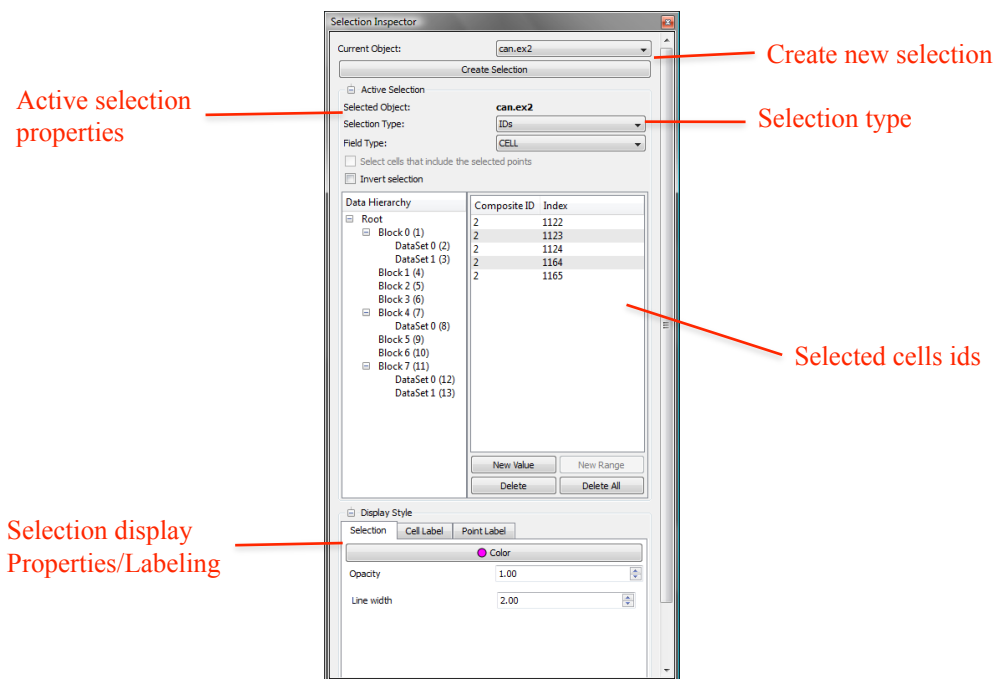 Selection Inspector
Current Object: can.ex2
Create new selection
Create Selection
Active Selection
Active selection
properties
Selected Object: can.ex2
Selection Type: IDs
Selection type
Field Type: CELL
Select cells that include the selected points
Invert selection
Data Hierarchy
Root
Block 0 (1)
DataSet 0 (2)
DataSet 1 (3)
Block 1 (4)
Block 2 (5)
Block 3 (6)
Block 4 (7)
DataSet 0 (8)
Block 5 (9)
Block 6 (10)
Block 7 (11)
DataSet 0 (12)
DataSet 1 (13)
Composite ID Index
2 1122
2 1123
2 1124
2 1164
2 1165
Selected cells ids
New Value New Range
Delete Delete All
Display Style
Selection Cell Label Point Label
Selection display
Properties/Labeling
Color
Opacity 1.00
Line width 2.00